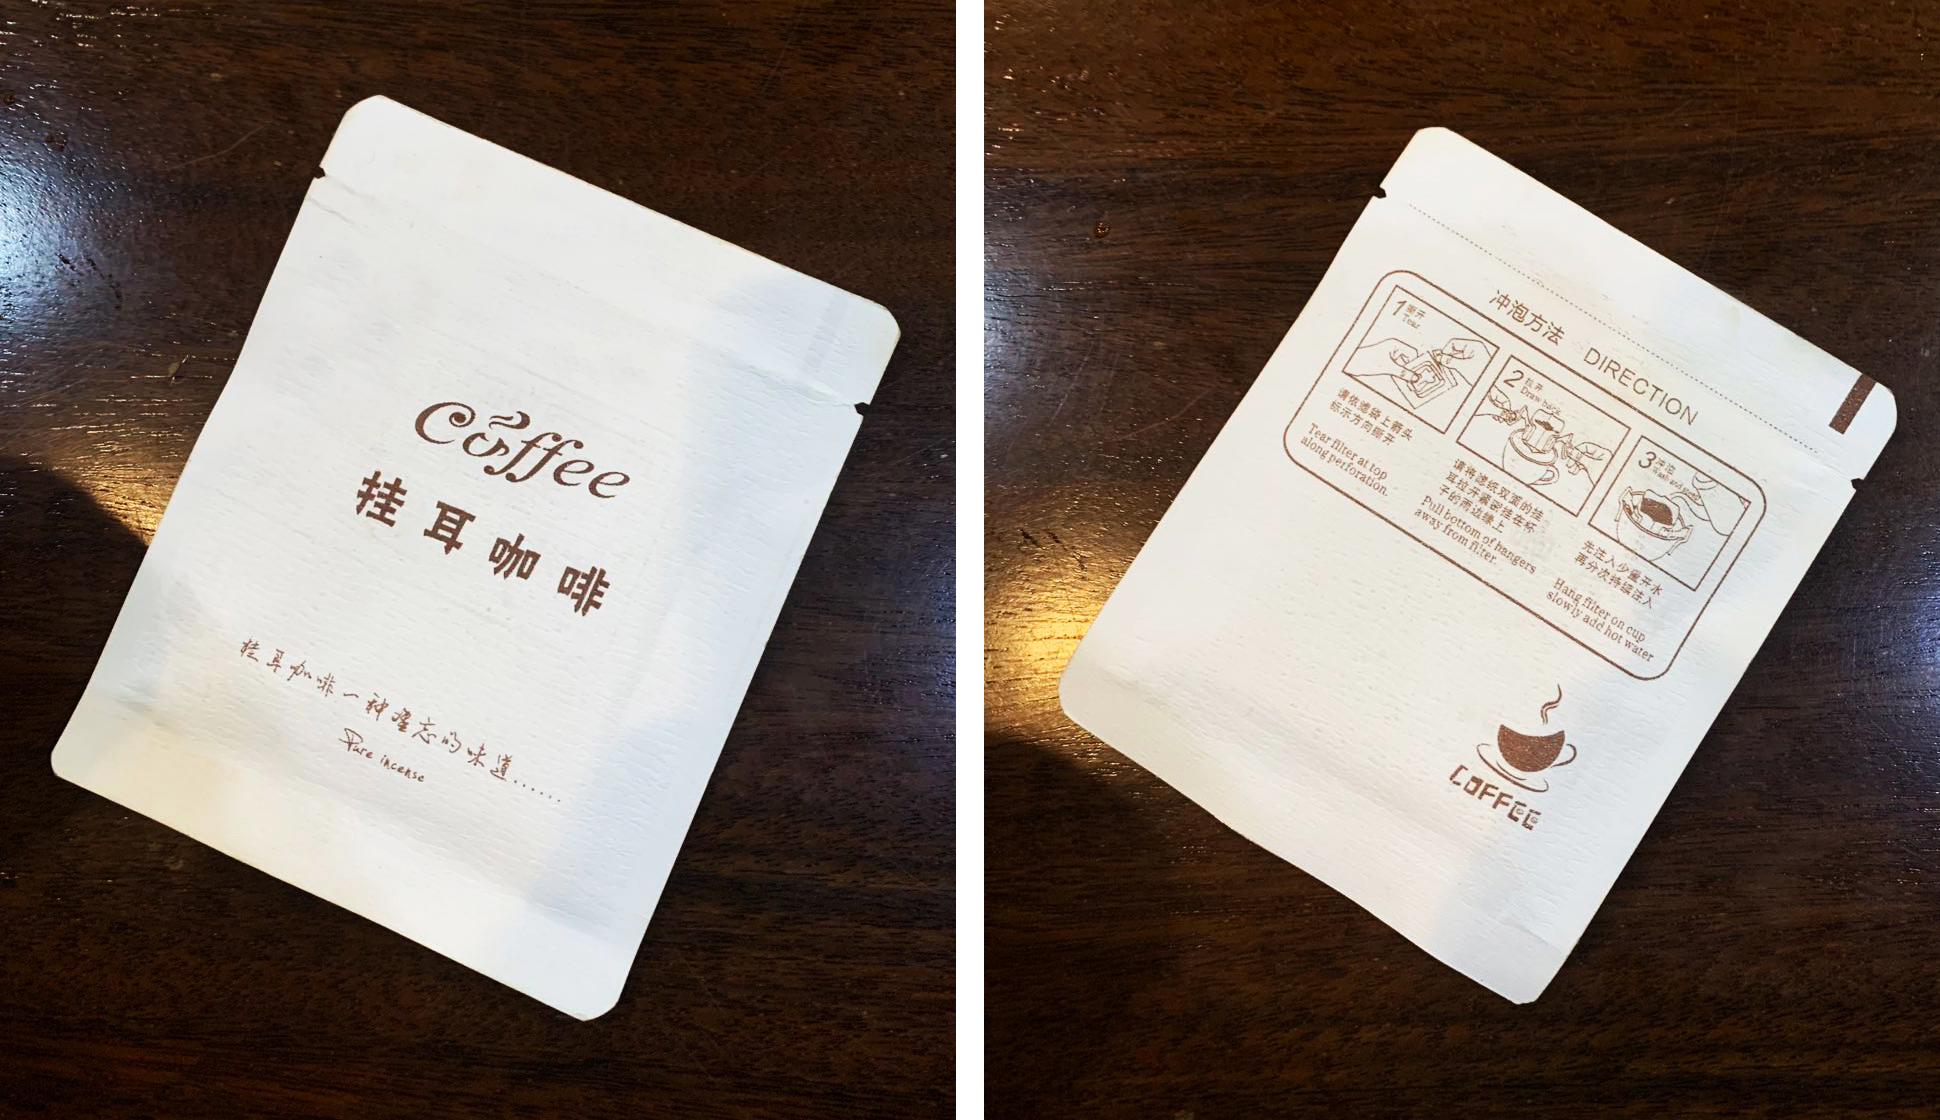 Coffee
挂耳咖啡
挂耳咖啡一种难忘的味道......
Pure incense
冲泡方法 DIRECTION
1 撕开
Tear
请依滤袋上箭头
标示方向撕开
Tear filter at top
along perforation.
2 拉开
Draw back
请将滤纸双面的挂
耳拉开紧密挂在杯
子的两边缘上
Pull bottom of hangers
away from filter.
3 冲泡
Wash and
先注入少量开水
再分次持续注入
Hang filter on cup
slowly add hot water
COFFEE